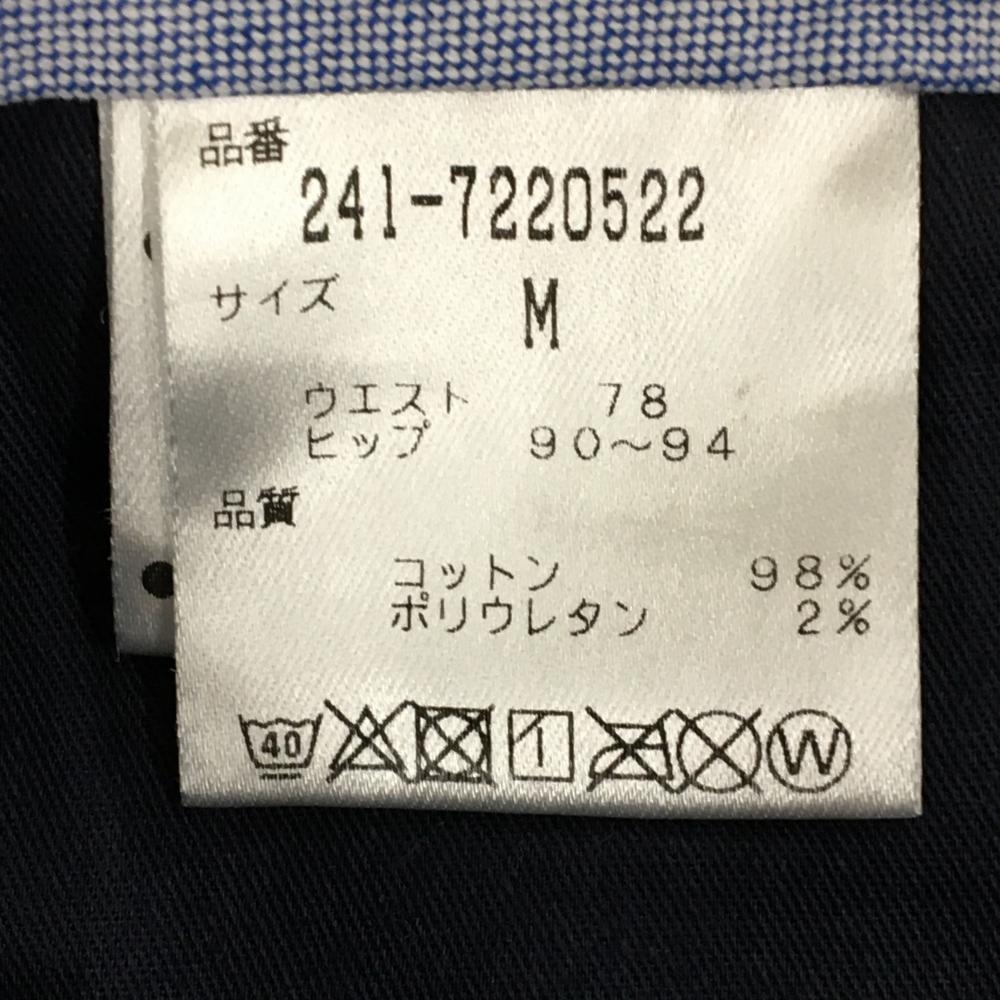 品番
241-7220522
サイズ M
ウエスト 78
ヒップ 90～94
品質
コットン 98%
ポリウレタン 2%
40 W